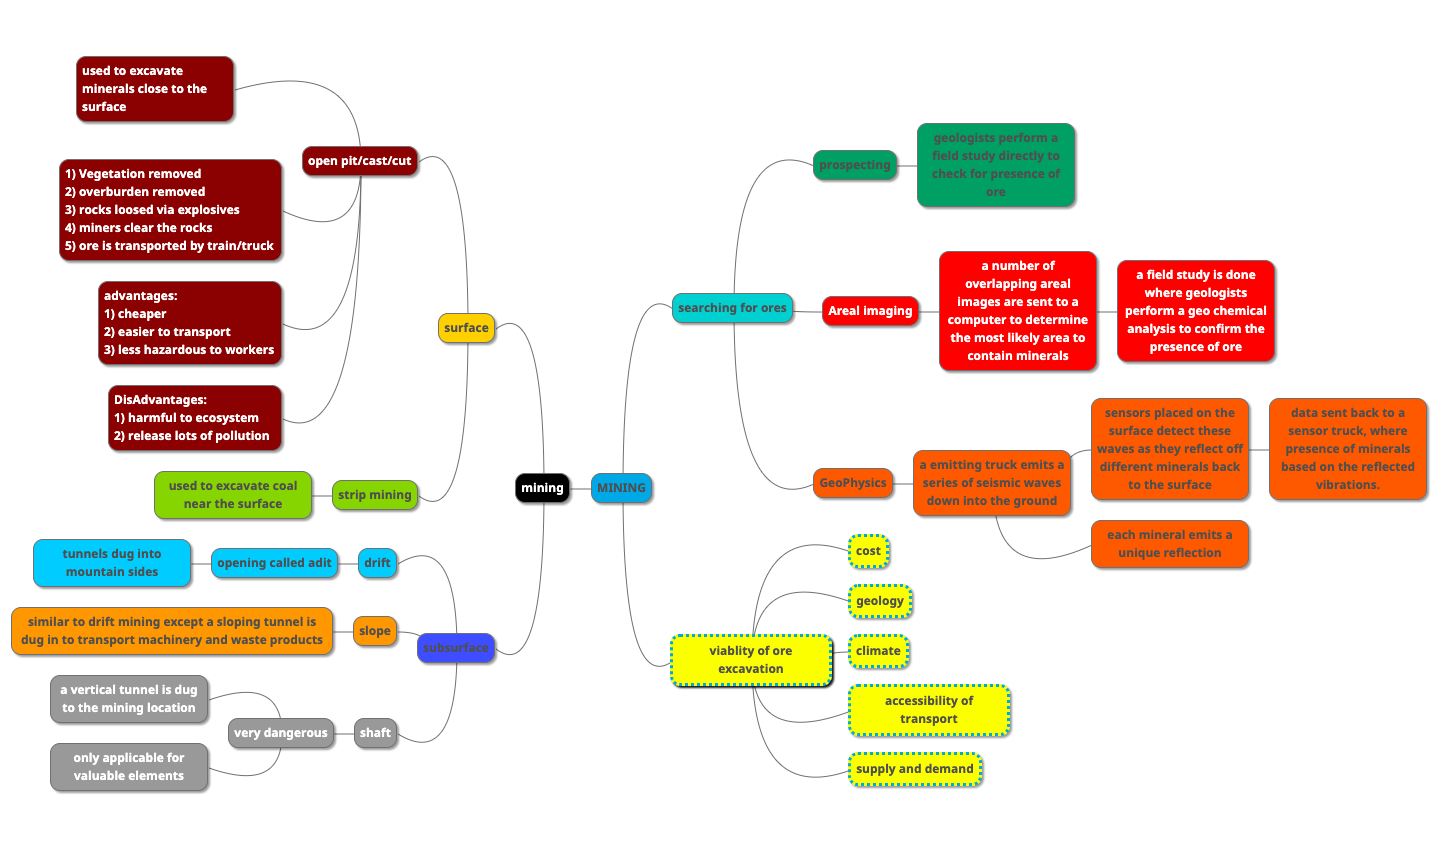 used to excavate
minerals close to the
surface
open pit/cast/cut
1) Vegetation removed
2) overburden removed
3) rocks loosed via explosives
4) miners clear the rocks
5) ore is transported by train/truck
advantages:
1) cheaper
2) easier to transport
3) less hazardous to workers
DisAdvantages:
1) harmful to ecosystem
2) release lots of pollution
surface
used to excavate coal
near the surface
strip mining
mining
MINING
tunnels dug into
mountain sides
opening called adit
drift
similar to drift mining except a sloping tunnel is
dug in to transport machinery and waste products
slope
subsurface
a vertical tunnel is dug
to the mining location
very dangerous
shaft
only applicable for
valuable elements
prospecting
geologists perform a
field study directly to
check for presence of
ore
searching for ores
Areal imaging
a number of
overlapping areal
images are sent to a
computer to determine
the most likely area to
contain minerals
a field study is done
where geologists
perform a geo chemical
analysis to confirm the
presence of ore
GeoPhysics
a emitting truck emits a
series of seismic waves
down into the ground
sensors placed on the
surface detect these
waves as they reflect off
different minerals back
to the surface
data sent back to a
sensor truck, where
presence of minerals
based on the reflected
vibrations.
each mineral emits a
unique reflection
viablity of ore
excavation
cost
geology
climate
accessibility of
transport
supply and demand